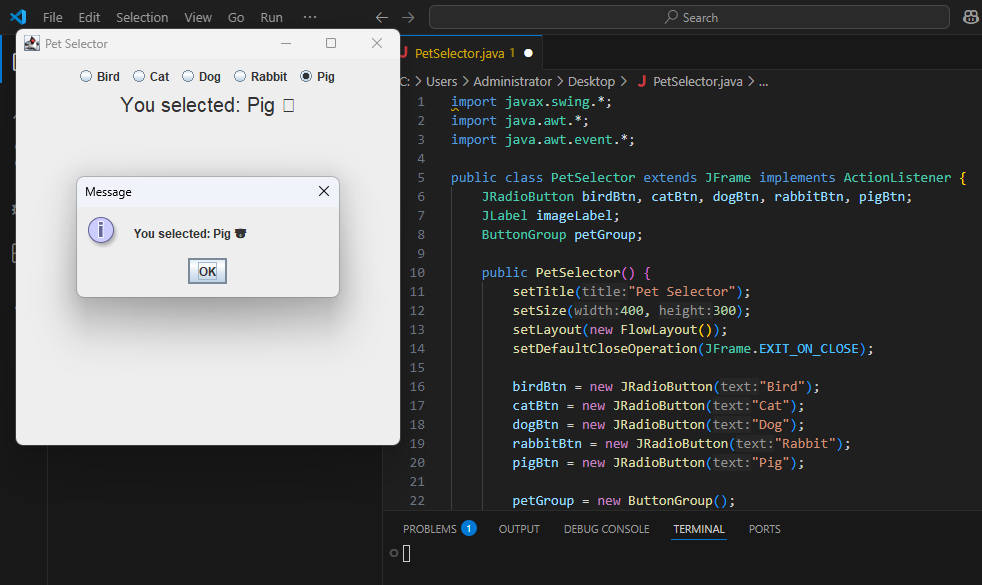 File Edit Selection View Go Run ··· ← → Search
Pet Selector
Bird Cat Dog Rabbit Pig
You selected: Pig
Message
You selected: Pig 🐷
OK
PetSelector.java 1
C: > Users > Administrator > Desktop > J PetSelector.java > ...
1 import javax.swing.*;
2 import java.awt.*;
3 import java.awt.event.*;
4
5 public class PetSelector extends JFrame implements ActionListener {
6 JRadioButton birdBtn, catBtn, dogBtn, rabbitBtn, pigBtn;
7 JLabel imageLabel;
8 ButtonGroup petGroup;
9
10 public PetSelector() {
11 setTitle(title:"Pet Selector");
12 setSize(width:400, height:300);
13 setLayout(new FlowLayout());
14 setDefaultCloseOperation(JFrame.EXIT_ON_CLOSE);
15
16 birdBtn = new JRadioButton(text:"Bird");
17 catBtn = new JRadioButton(text:"Cat");
18 dogBtn = new JRadioButton(text:"Dog");
19 rabbitBtn = new JRadioButton(text:"Rabbit");
20 pigBtn = new JRadioButton(text:"Pig");
21
22 petGroup = new ButtonGroup();
PROBLEMS 1 OUTPUT DEBUG CONSOLE TERMINAL PORTS